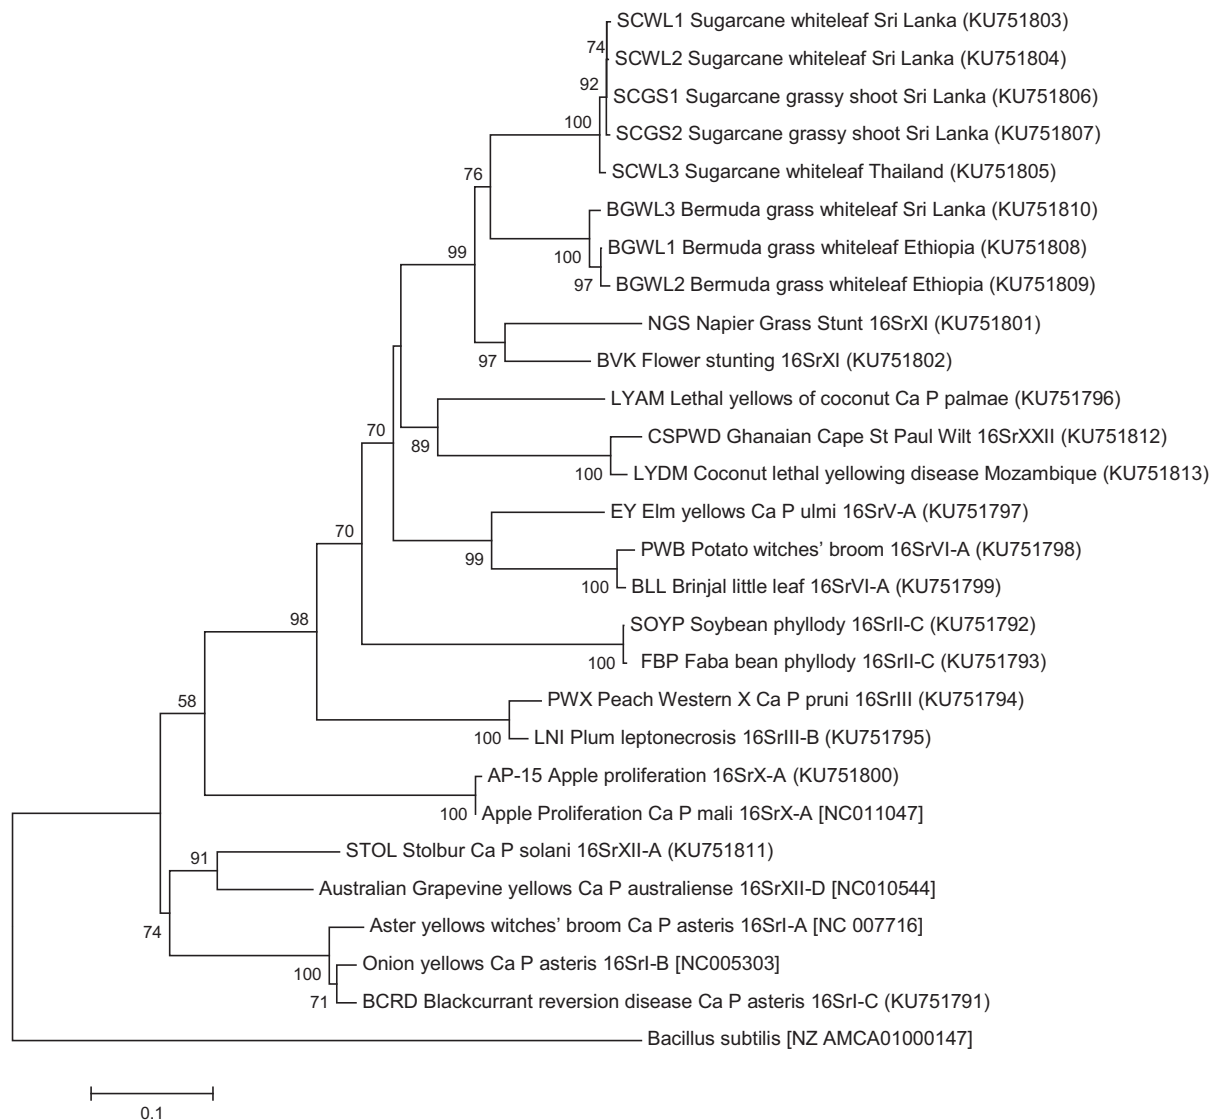 SCWL1 Sugarcane whiteleaf Sri Lanka (KU751803)
74
SCWL2 Sugarcane whiteleaf Sri Lanka (KU751804)
92
SCGS1 Sugarcane grassy shoot Sri Lanka (KU751806)
100
SCGS2 Sugarcane grassy shoot Sri Lanka (KU751807)
76
SCWL3 Sugarcane whiteleaf Thailand (KU751805)
BGWL3 Bermuda grass whiteleaf Sri Lanka (KU751810)
99
BGWL1 Bermuda grass whiteleaf Ethiopia (KU751808)
100
97
BGWL2 Bermuda grass whiteleaf Ethiopia (KU751809)
NGS Napier Grass Stunt 16SrXI (KU751801)
97
BVK Flower stunting 16SrXI (KU751802)
LYAM Lethal yellows of coconut Ca P palmae (KU751796)
70
89
CSPWD Ghanaian Cape St Paul Wilt 16SrXXII (KU751812)
100
LYDM Coconut lethal yellowing disease Mozambique (KU751813)
EY Elm yellows Ca P ulmi 16SrV-A (KU751797)
70
99
PWB Potato witches’ broom 16SrVI-A (KU751798)
100
BLL Brinjal little leaf 16SrVI-A (KU751799)
98
SOYP Soybean phyllody 16SrII-C (KU751792)
100
FBP Faba bean phyllody 16SrII-C (KU751793)
58
PWX Peach Western X Ca P pruni 16SrIII (KU751794)
100
LNI Plum leptonecrosis 16SrIII-B (KU751795)
AP-15 Apple proliferation 16SrX-A (KU751800)
100
Apple Proliferation Ca P mali 16SrX-A [NC011047]
91
STOL Stolbur Ca P solani 16SrXII-A (KU751811)
Australian Grapevine yellows Ca P australiense 16SrXII-D [NC010544]
74
Aster yellows witches’ broom Ca P asteris 16SrI-A [NC 007716]
100
Onion yellows Ca P asteris 16SrI-B [NC005303]
71
BCRD Blackcurrant reversion disease Ca P asteris 16SrI-C (KU751791)
Bacillus subtilis [NZ AMCA01000147]
0.1